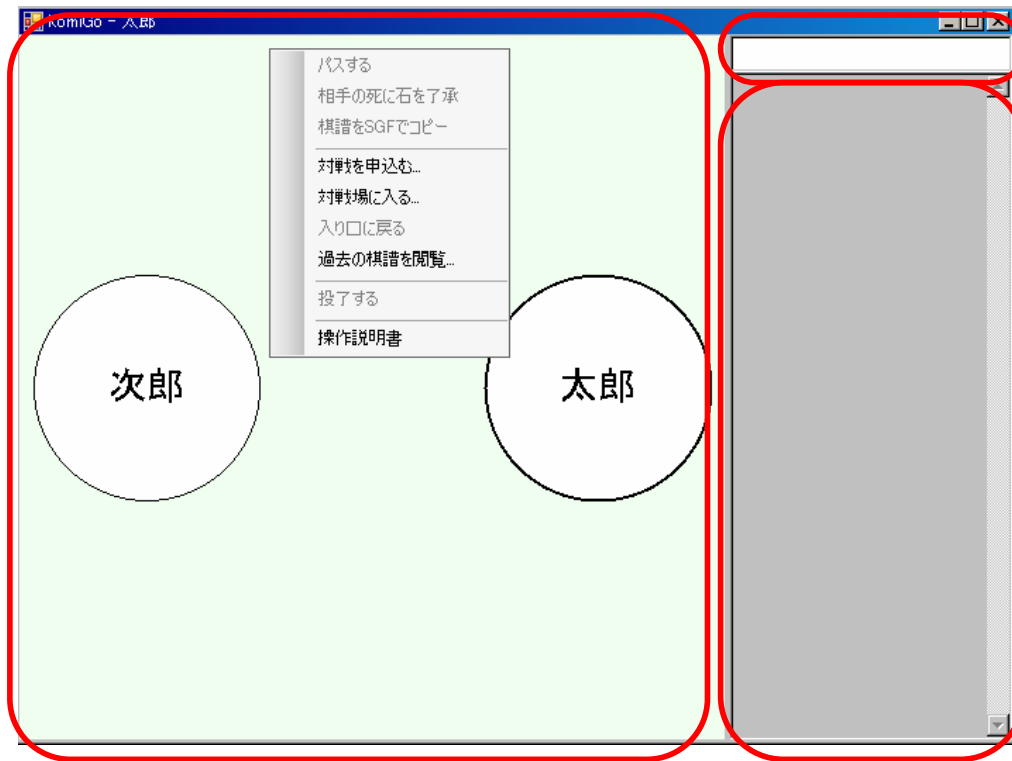 KomiGo - 太郎
パスする
相手の死に石を了承
棋譜をSGFでコピー
対戦を申込む...
対戦場に入る...
入り口に戻る
過去の棋譜を閲覧...
投了する
操作説明書
次郎
太郎